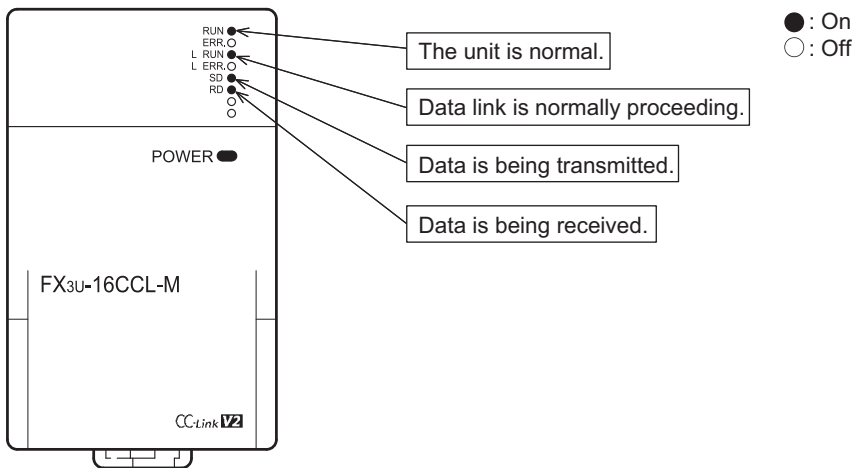 RUN
ERR.
L RUN
L ERR.
SD
RD
The unit is normal.
Data link is normally proceeding.
Data is being transmitted.
Data is being received.
: On
: Off
POWER
FX3U-16CCL-M
CC-Link V2